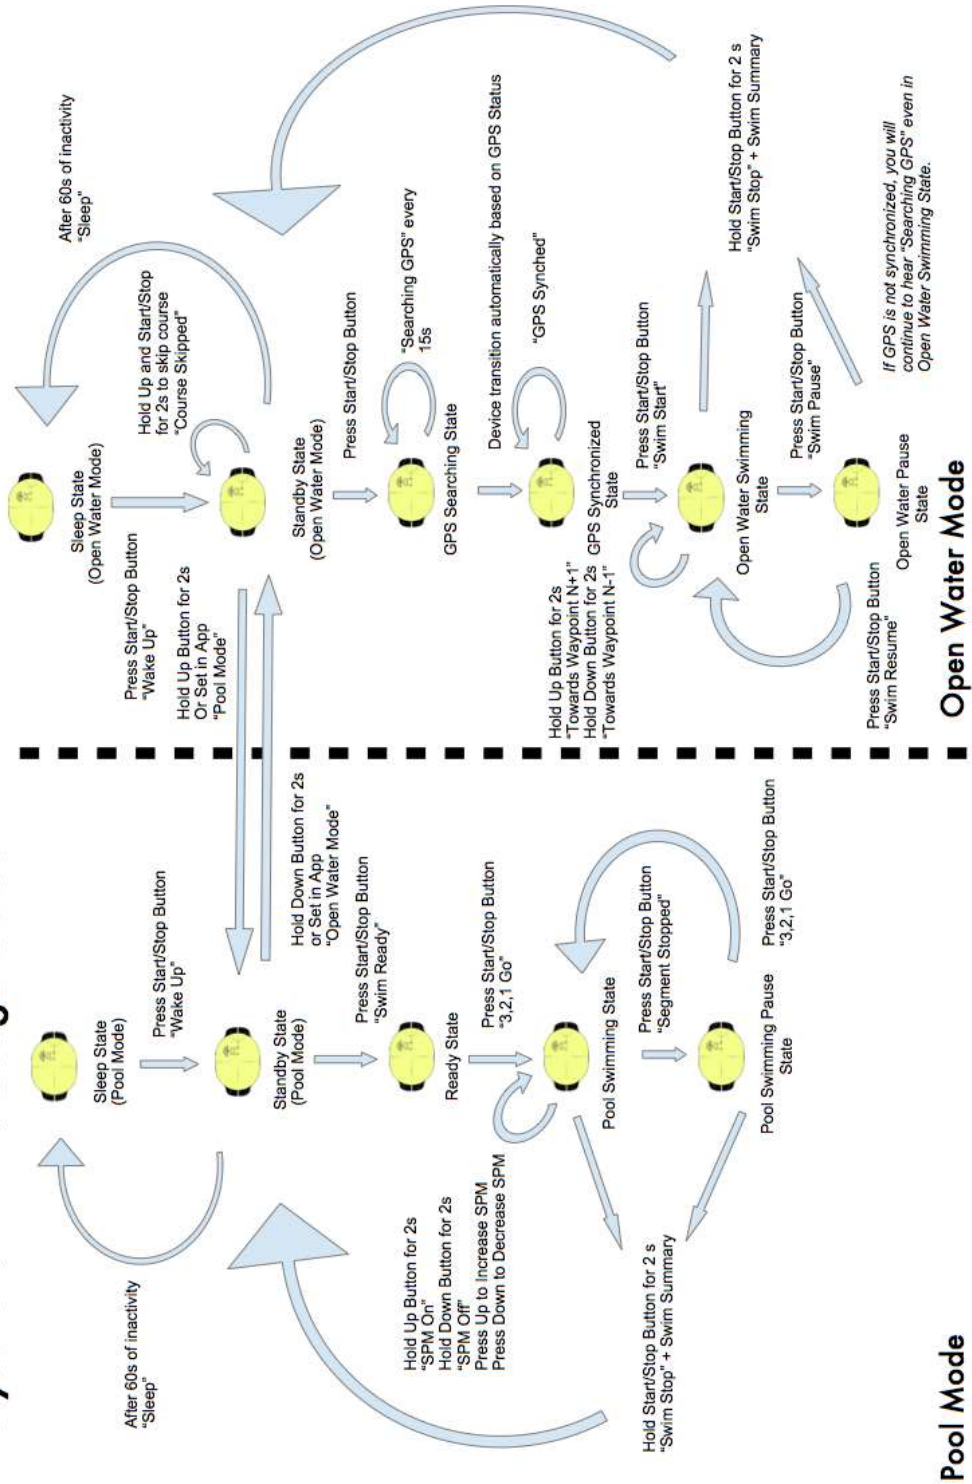 Sleep State
(Pool Mode)
Press Start/Stop Button
"Wake Up"
After 60s of inactivity
"Sleep"
Standby State
(Pool Mode)
Hold Down Button for 2s
or Set in App
"Open Water Mode"
Press Start/Stop Button
"Swim Ready"
Ready State
Press Start/Stop Button
"3,2,1 Go"
Hold Up Button for 2s
"SPM On"
Hold Down Button for 2s
"SPM Off"
Press Up to Increase SPM
Press Down to Decrease SPM
Pool Swimming State
Press Start/Stop Button
"Segment Stopped"
Pool Swimming Pause
State
Press Start/Stop Button
"3,2,1 Go"
Hold Start/Stop Button for 2 s
"Swim Stop" + Swim Summary
Pool Mode
Sleep State
(Open Water Mode)
After 60s of inactivity
"Sleep"
Press Start/Stop Button
"Wake Up"
Hold Up and Start/Stop
for 2s to skip course
"Course Skipped"
Hold Up Button for 2s
Or Set in App
"Pool Mode"
Standby State
(Open Water Mode)
Press Start/Stop Button
"Searching GPS" every
15s
GPS Searching State
Device transition automatically based on GPS Status
"GPS Synched"
GPS Synchronized
State
Hold Up Button for 2s
"Towards Waypoint N+1"
Hold Down Button for 2s
"Towards Waypoint N-1"
Press Start/Stop Button
"Swim Start"
Open Water Swimming
State
Hold Start/Stop Button for 2 s
"Swim Stop" + Swim Summary
Press Start/Stop Button
"Swim Pause"
Open Water Pause
State
Press Start/Stop Button
"Swim Resume"
If GPS is not synchronized, you will
continue to hear "Searching GPS" even in
Open Water Swimming State.
Open Water Mode